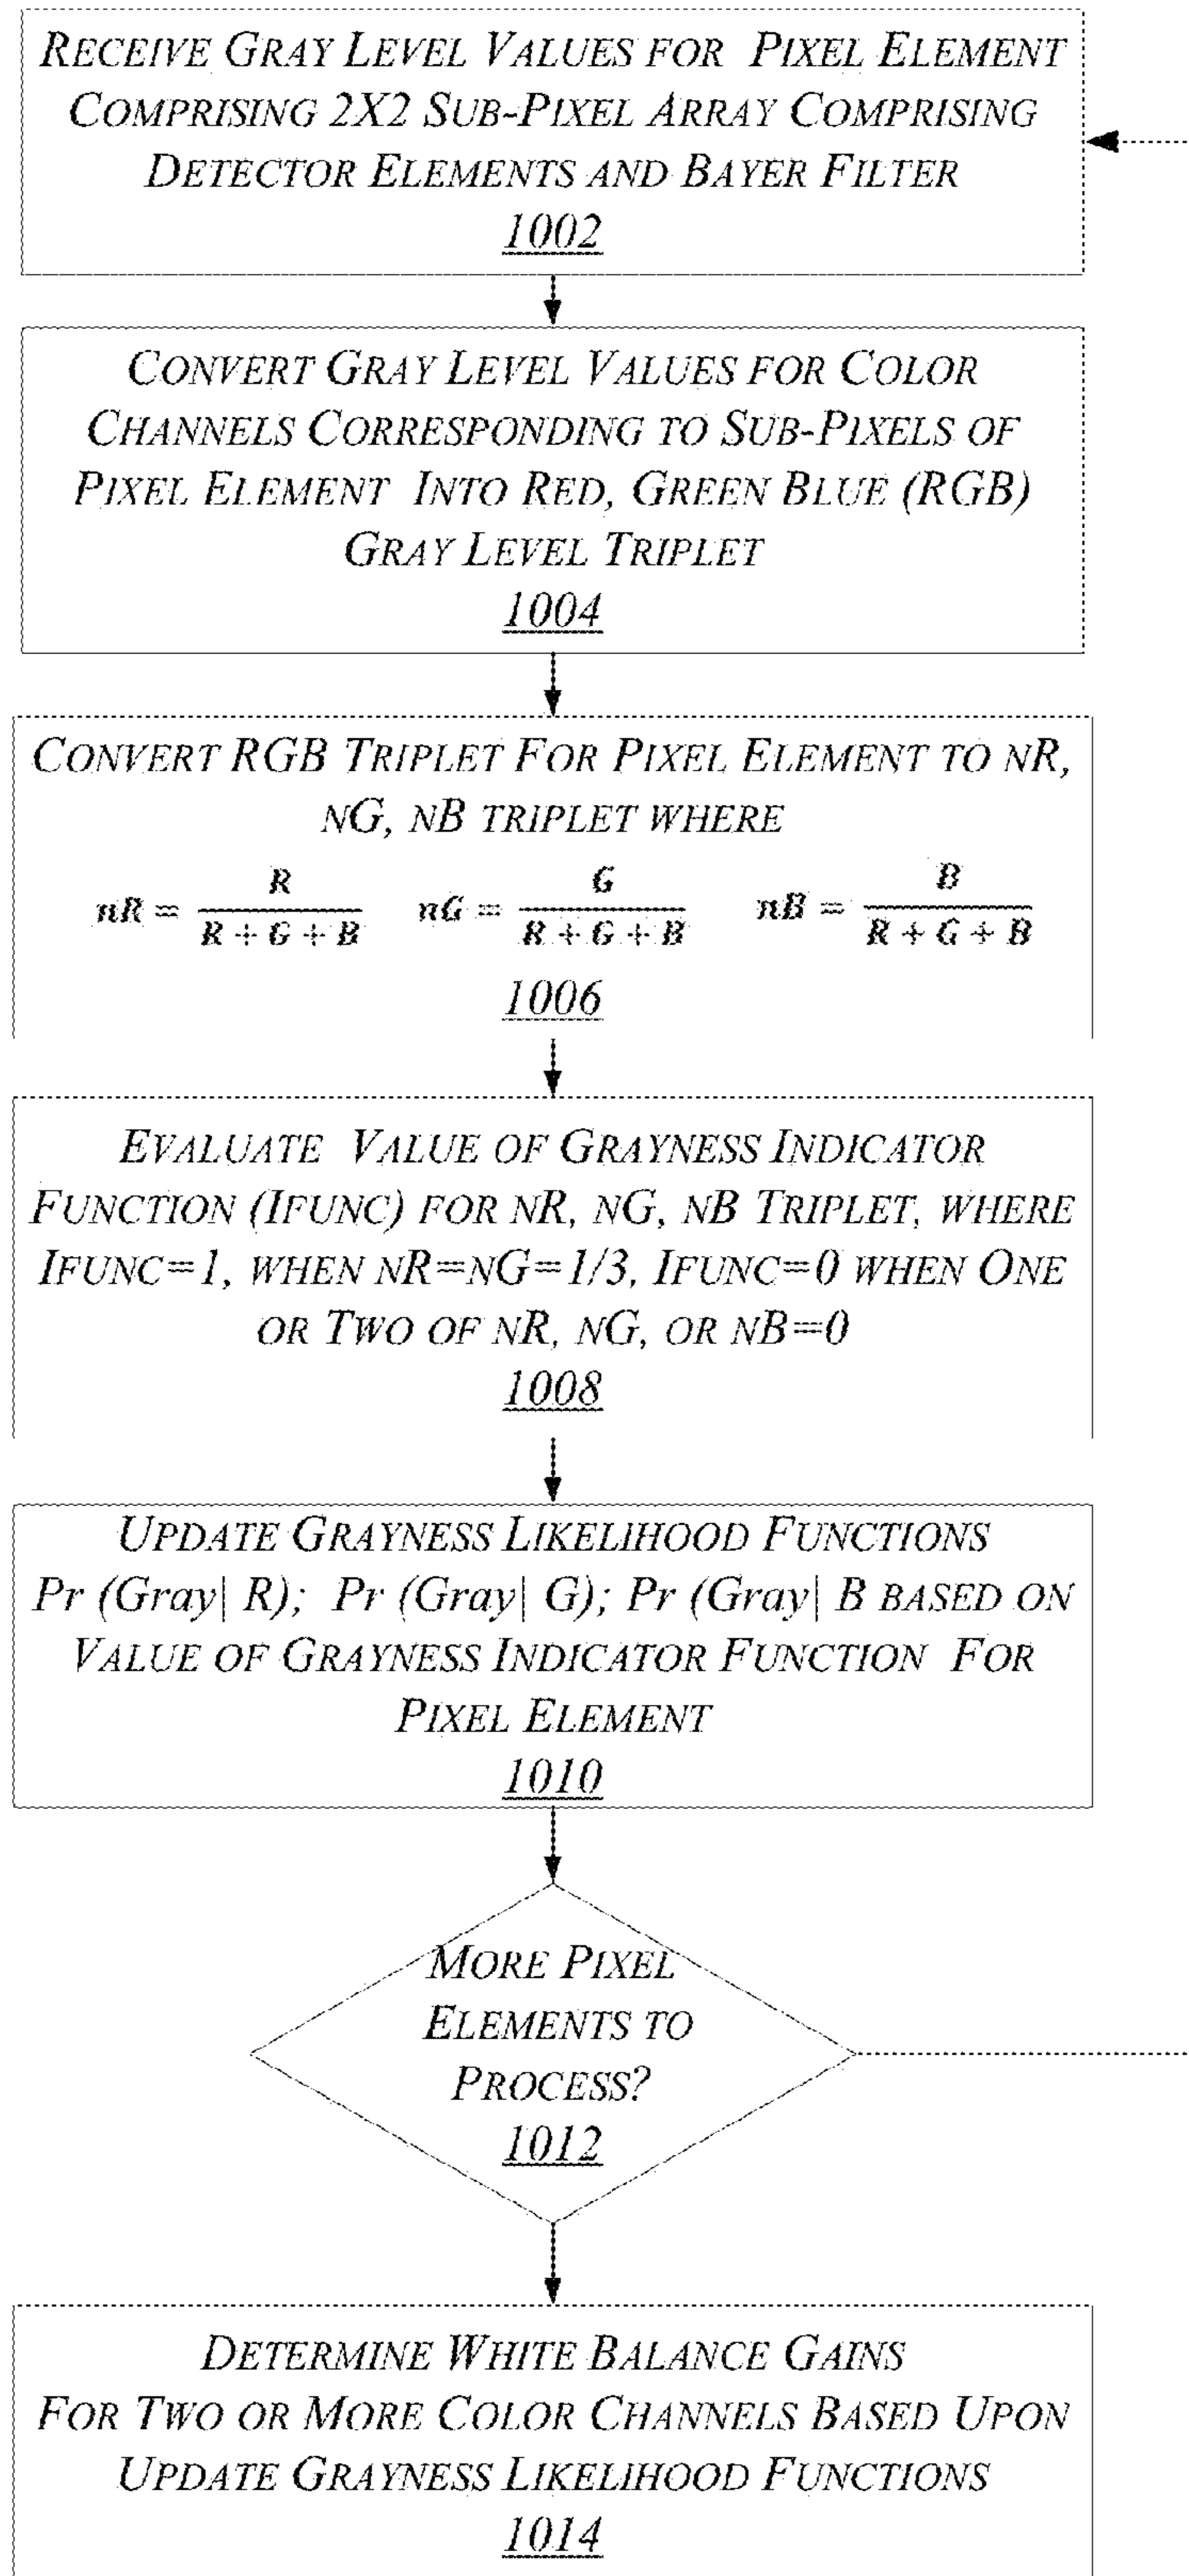 RECEIVE GRAY LEVEL VALUES FOR PIXEL ELEMENT
COMPRISING 2X2 SUB-PIXEL ARRAY COMPRISING
DETECTOR ELEMENTS AND BAYER FILTER
1002
CONVERT GRAY LEVEL VALUES FOR COLOR
CHANNELS CORRESPONDING TO SUB-PIXELS OF
PIXEL ELEMENT INTO RED, GREEN BLUE (RGB)
GRAY LEVEL TRIPLET
1004
CONVERT RGB TRIPLET FOR PIXEL ELEMENT TO NR,
NG, NB TRIPLET WHERE
nR = R / (R + G + B) nG = G / (R + G + B) nB = B / (R + G + B)
1006
EVALUATE VALUE OF GRAYNESS INDICATOR
FUNCTION (IFUNC) FOR NR, NG, NB TRIPLET, WHERE
IFUNC=1, WHEN NR=NG=1/3, IFUNC=0 WHEN ONE
OR TWO OF NR, NG, OR NB=0
1008
UPDATE GRAYNESS LIKELIHOOD FUNCTIONS
Pr (Gray| R); Pr (Gray| G); Pr (Gray| B BASED ON
VALUE OF GRAYNESS INDICATOR FUNCTION FOR
PIXEL ELEMENT
1010
MORE PIXEL
ELEMENTS TO
PROCESS?
1012
DETERMINE WHITE BALANCE GAINS
FOR TWO OR MORE COLOR CHANNELS BASED UPON
UPDATE GRAYNESS LIKELIHOOD FUNCTIONS
1014